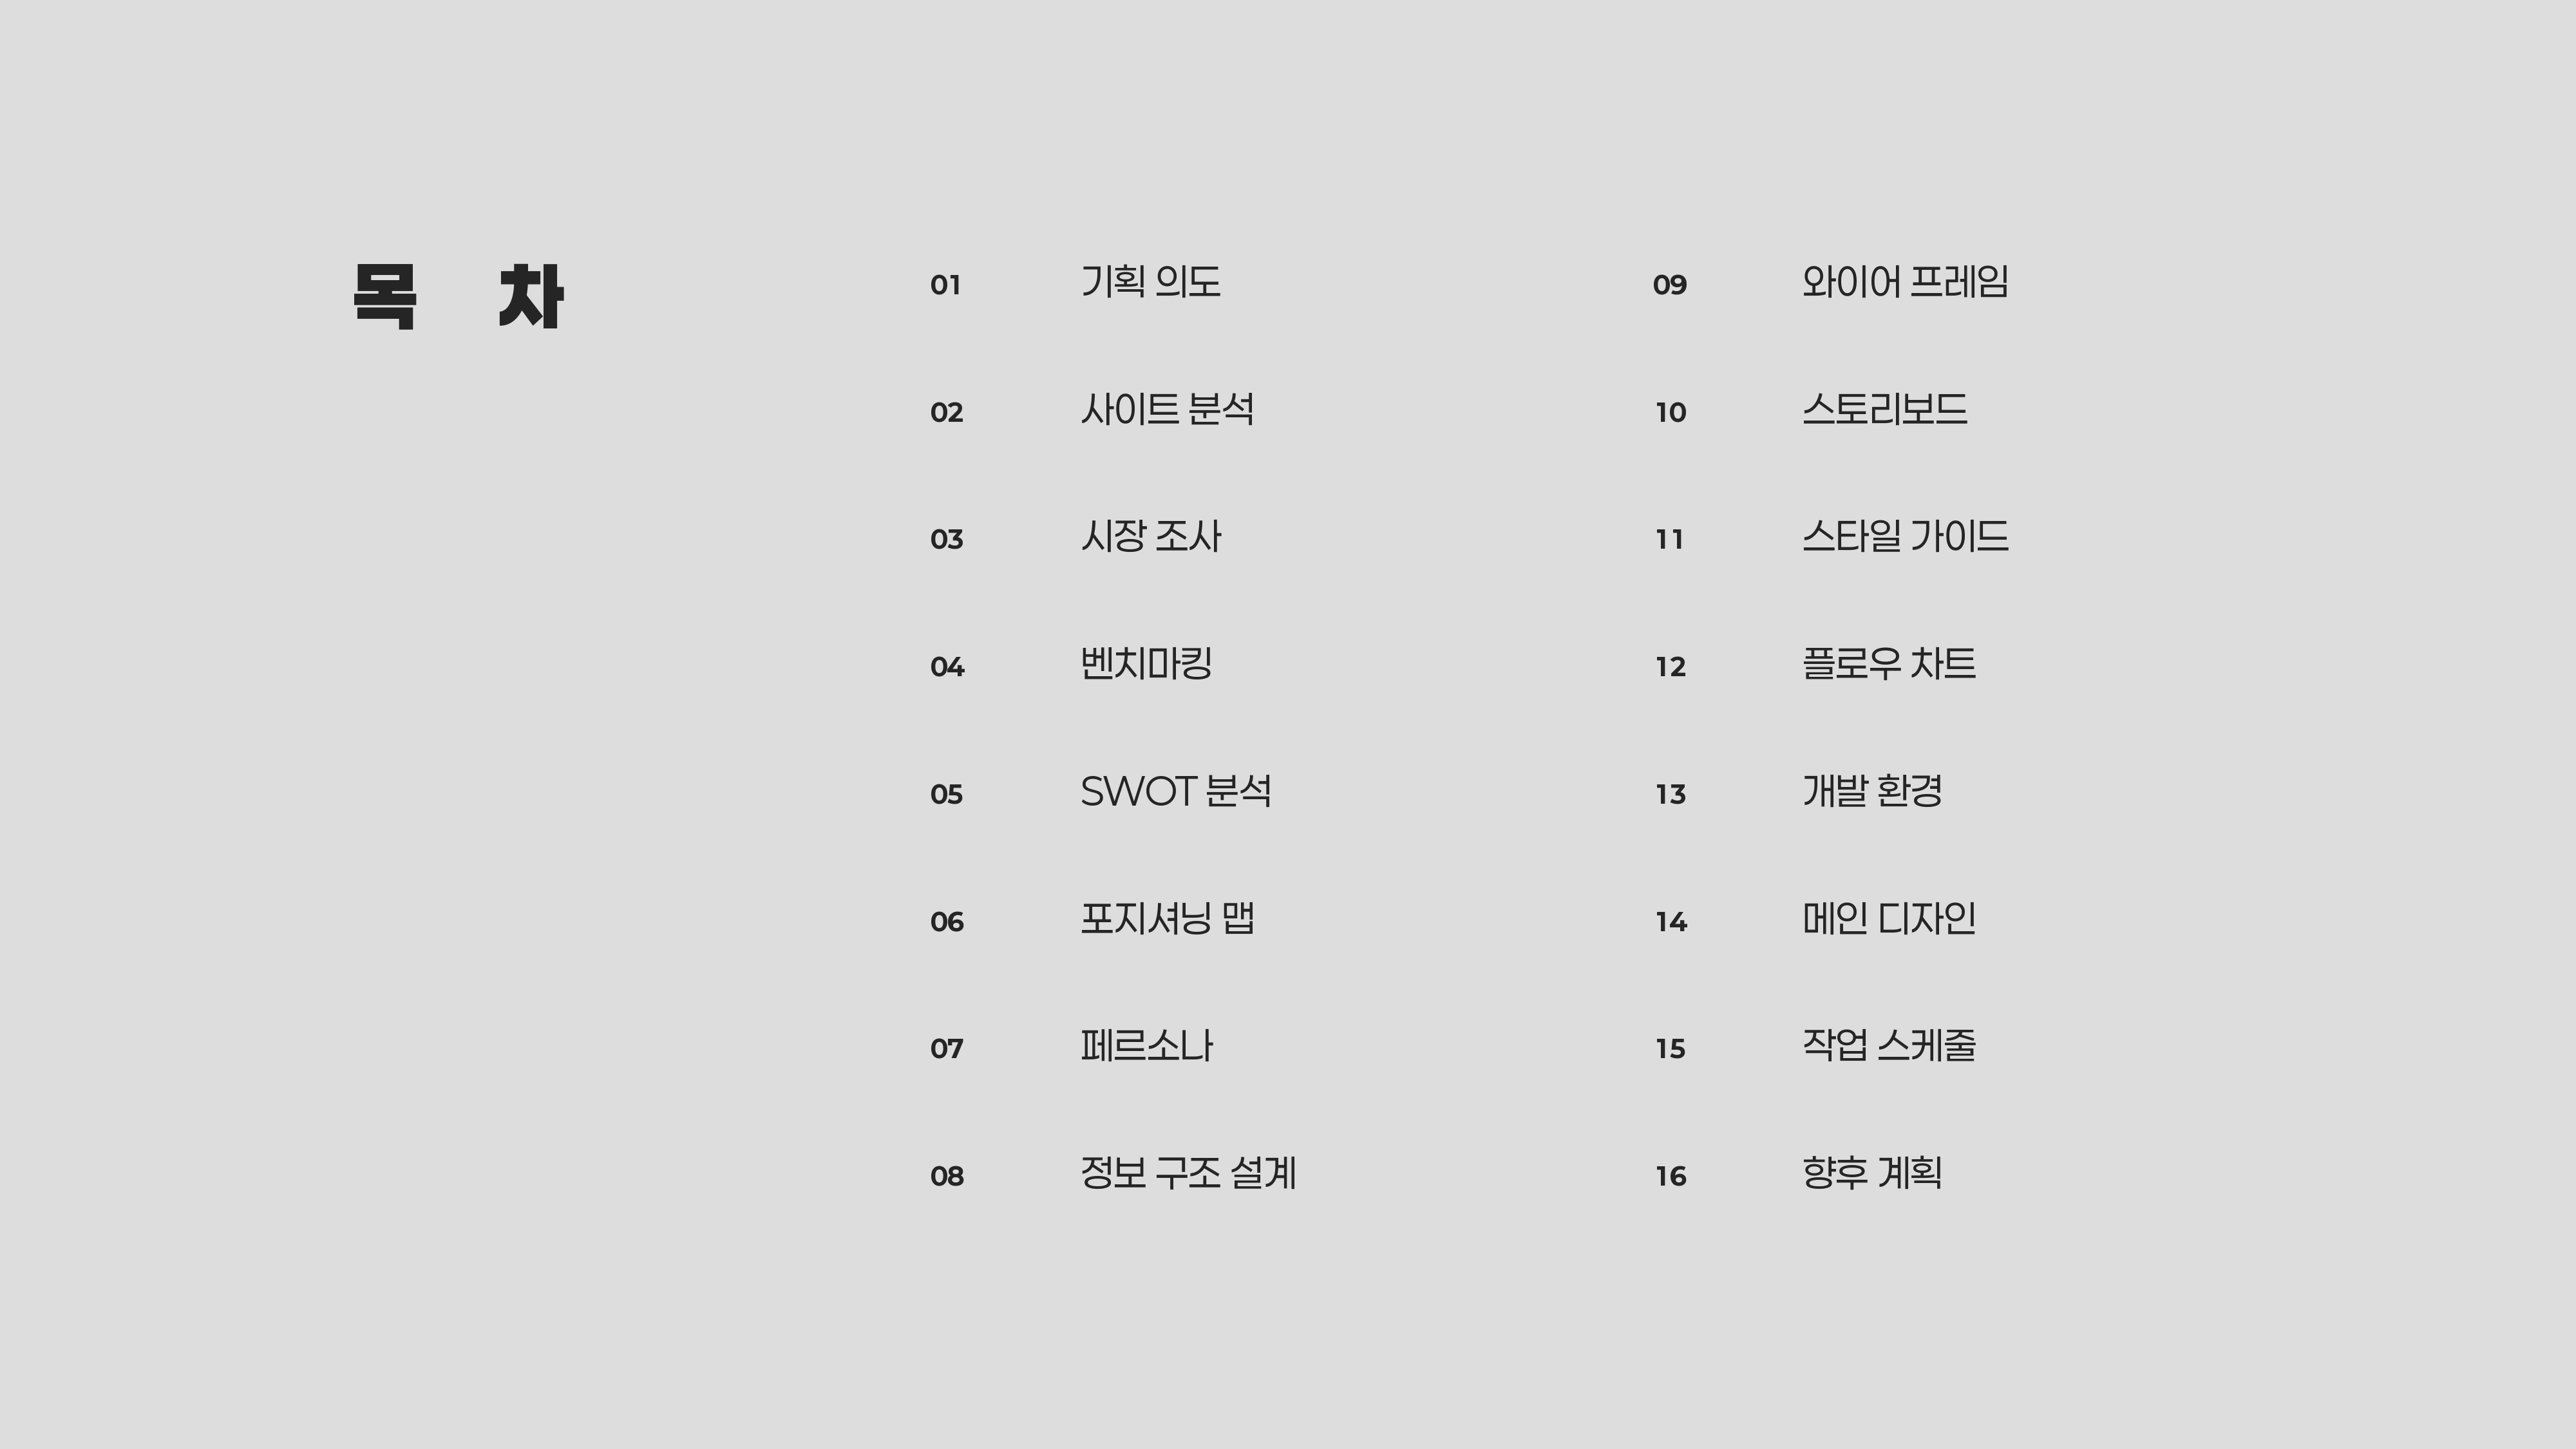 목 차
01 기획 의도
02 사이트 분석
03 시장 조사
04 벤치마킹
05 SWOT 분석
06 포지셔닝 맵
07 페르소나
08 정보 구조 설계
09 와이어 프레임
10 스토리보드
11 스타일 가이드
12 플로우 차트
13 개발 환경
14 메인 디자인
15 작업 스케줄
16 향후 계획